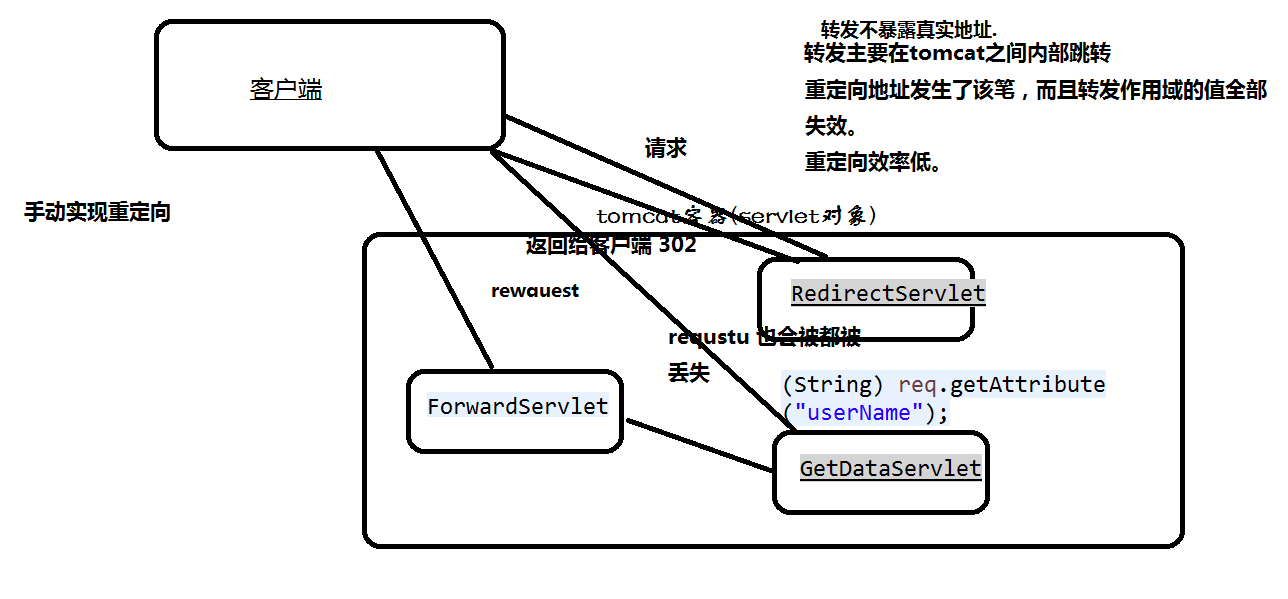 转发不暴露真实地址.
转发主要在tomcat之间内部跳转
重定向地址发生了该笔，而且转发作用域的值全部
失效。
重定向效率低。
客户端
请求
手动实现重定向
tomcat容器(servlet对象)
返回给客户端 302
rewquest
RedirectServlet
requstu 也会被都被
丢失
(String) req.getAttribute
("userName");
ForwardServlet
GetDataServlet